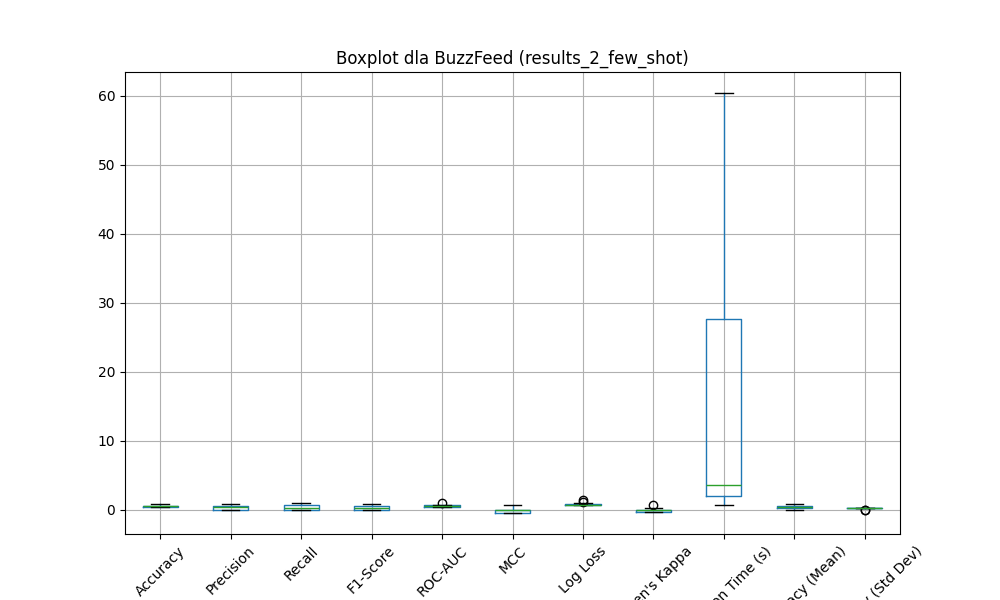 Boxplot dla BuzzFeed (results_2_few_shot)
60
50
40
30
20
10
0
Accuracy
Precision
Recall
F1-Score
ROC-AUC
MCC
Log Loss
en's Kappa
on Time (s)
acy (Mean)
(Std Dev)